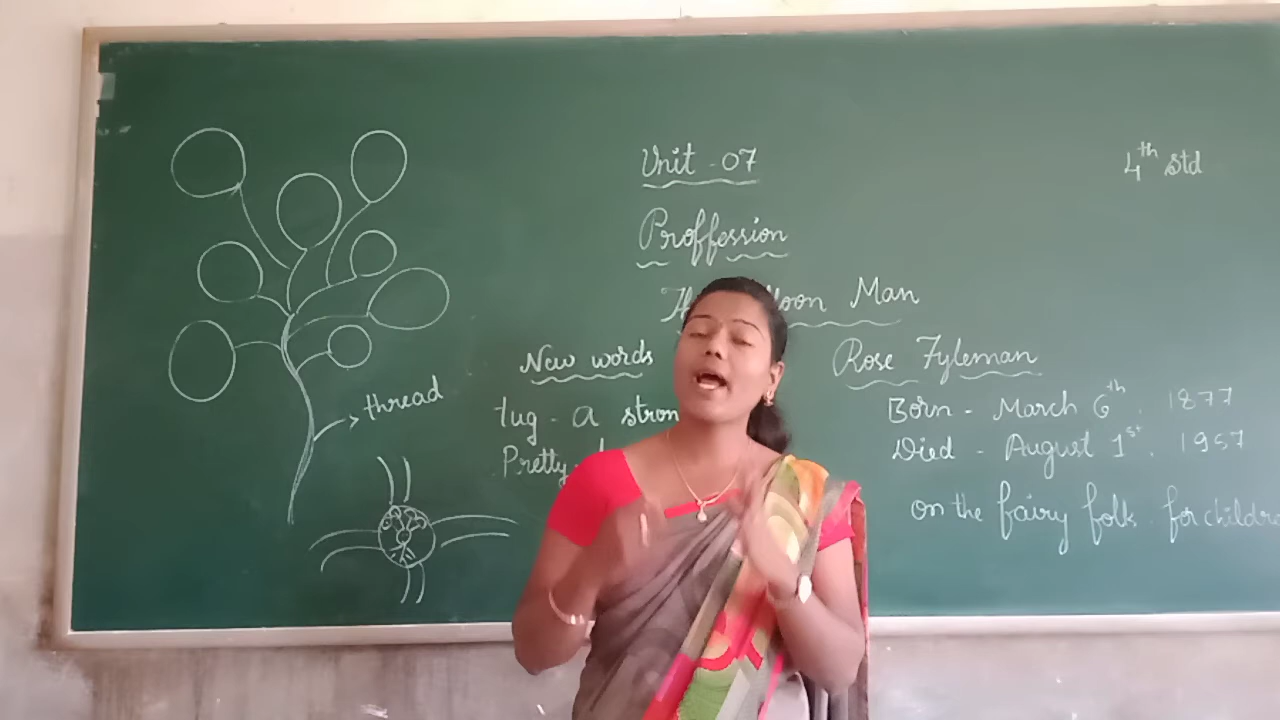 4th Std
Unit - 07
Proffession
Man
New words
Rose Fyleman
thread
tug - a stron
Pretty
Born - March 6th. 1877
Died - August 1st. 1957
on the fairy folk. for childre